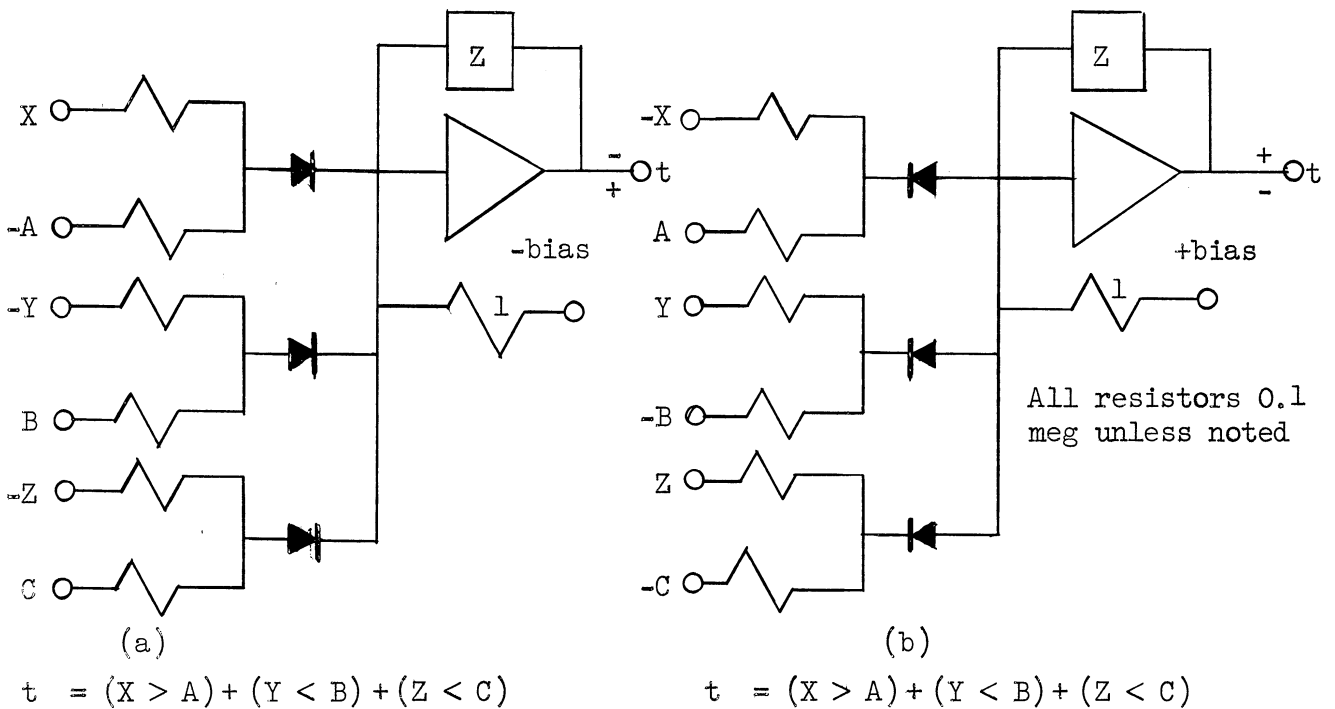 X
-A
-Y
B
-Z
C
Z
-
+
t
-bias
1
(a)
t = (X > A) + (Y < B) + (Z < C)
-X
A
Y
-B
Z
-C
Z
+
-
t
+bias
1
All resistors 0.1
meg unless noted
(b)
t = (X > A) + (Y < B) + (Z < C)